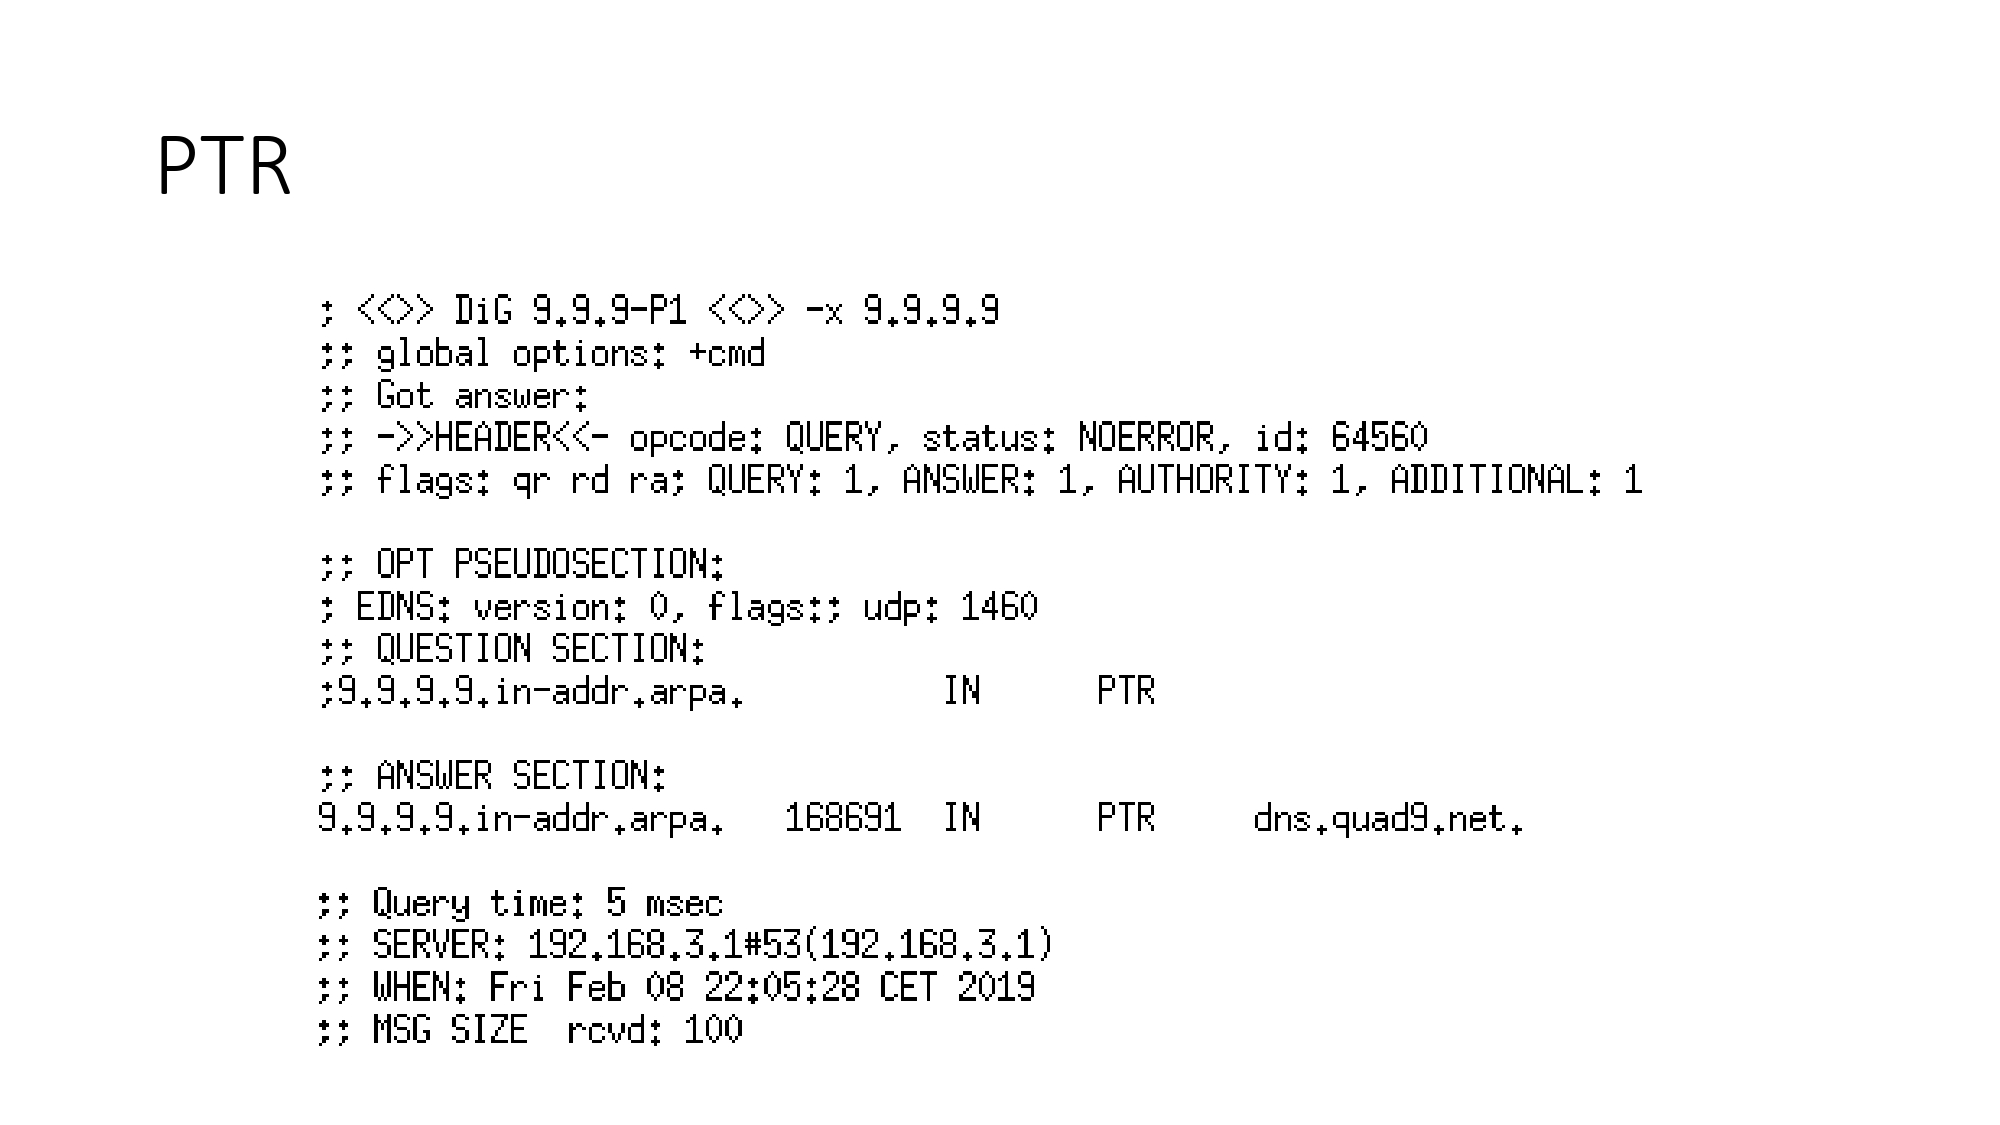 PTR
; <<>> DiG 9.9.9-P1 <<>> -x 9.9.9.9
;; global options: +cmd
;; Got answer:
;; ->>HEADER<<- opcode: QUERY, status: NOERROR, id: 64560
;; flags: qr rd ra; QUERY: 1, ANSWER: 1, AUTHORITY: 1, ADDITIONAL: 1
;; OPT PSEUDOSECTION:
; EDNS: version: 0, flags:; udp: 1460
;; QUESTION SECTION:
;9.9.9.9.in-addr.arpa. IN PTR
;; ANSWER SECTION:
9.9.9.9.in-addr.arpa. 168691 IN PTR dns.quad9.net.
;; Query time: 5 msec
;; SERVER: 192.168.3.1#53(192.168.3.1)
;; WHEN: Fri Feb 08 22:05:28 CET 2019
;; MSG SIZE rcvd: 100